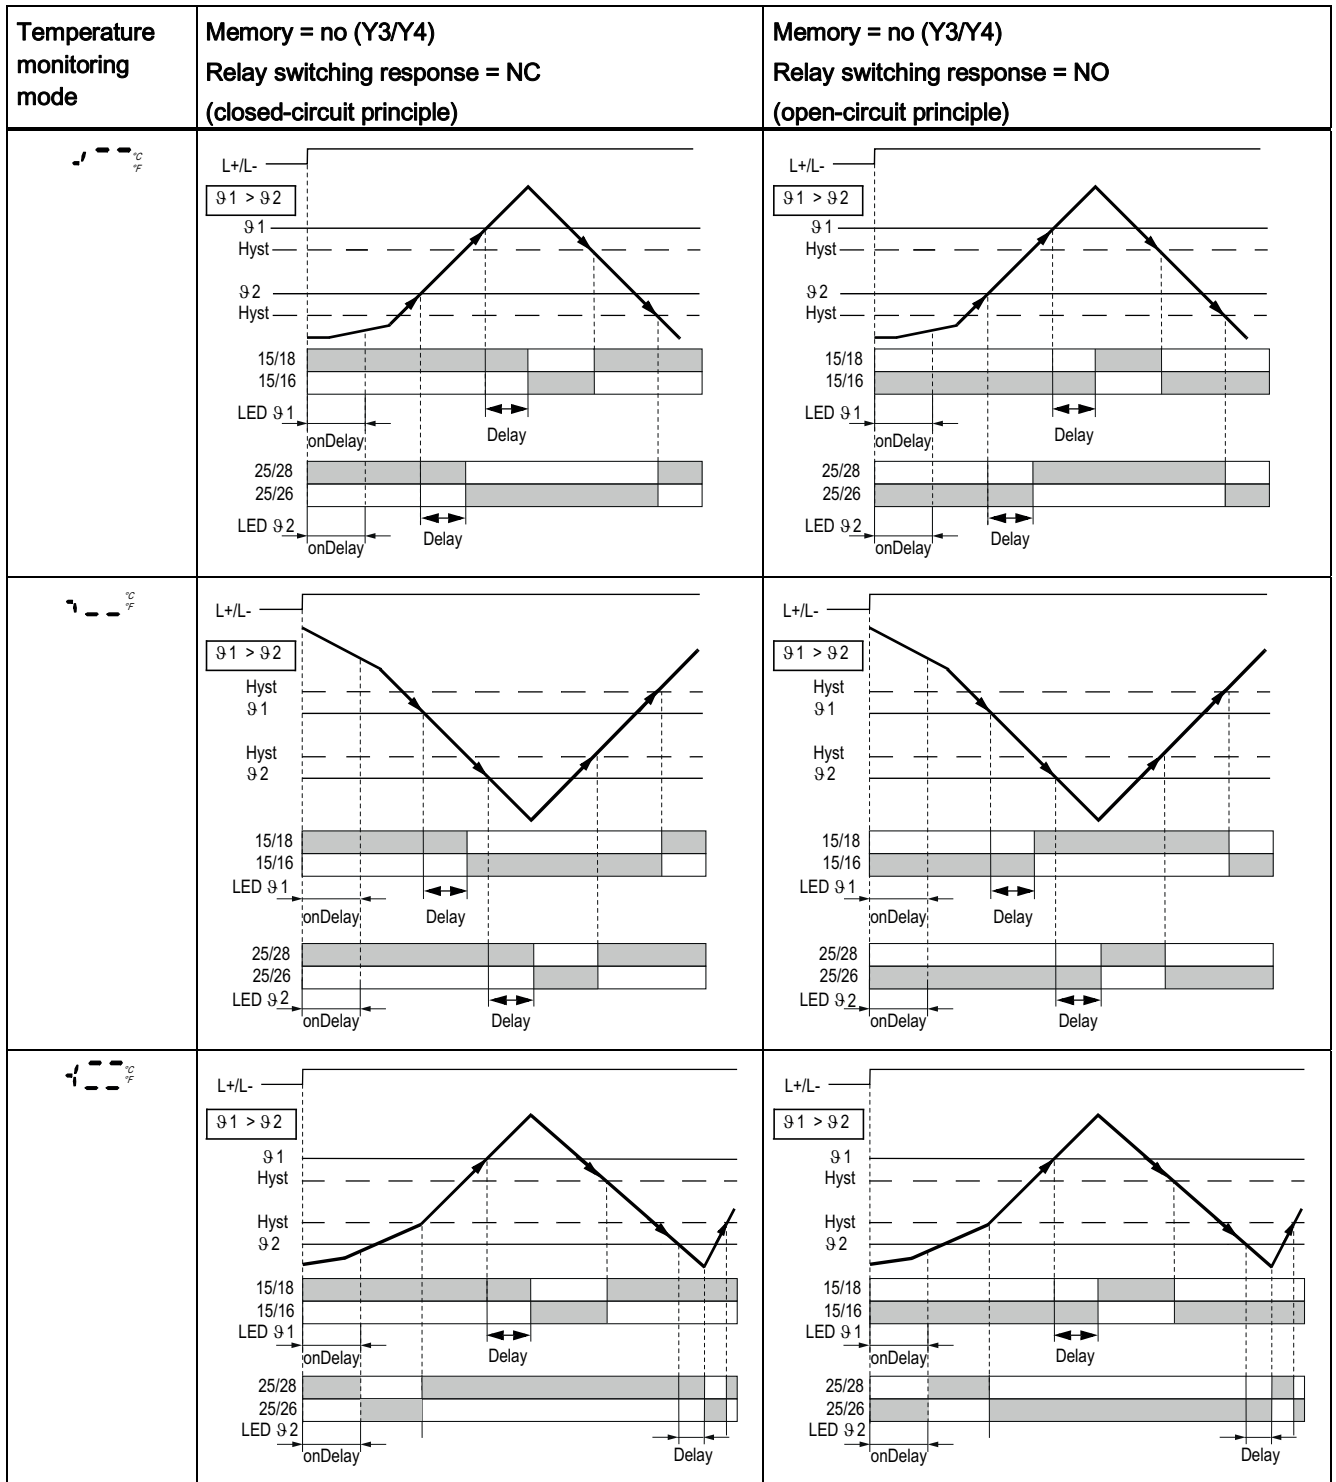 Temperature
monitoring
mode
Memory = no (Y3/Y4)
Relay switching response = NC
(closed-circuit principle)
Memory = no (Y3/Y4)
Relay switching response = NO
(open-circuit principle)
°C
°F
L+/L-
ϑ1 > ϑ2
ϑ1
Hyst
ϑ2
Hyst
15/18
15/16
LED ϑ1
onDelay
Delay
25/28
25/26
LED ϑ2
onDelay
Delay
L+/L-
ϑ1 > ϑ2
ϑ1
Hyst
ϑ2
Hyst
15/18
15/16
LED ϑ1
onDelay
Delay
25/28
25/26
LED ϑ2
onDelay
Delay
°C
°F
L+/L-
ϑ1 > ϑ2
Hyst
ϑ1
Hyst
ϑ2
15/18
15/16
LED ϑ1
onDelay
Delay
25/28
25/26
LED ϑ2
onDelay
Delay
L+/L-
ϑ1 > ϑ2
Hyst
ϑ1
Hyst
ϑ2
15/18
15/16
LED ϑ1
onDelay
Delay
25/28
25/26
LED ϑ2
onDelay
Delay
°C
°F
L+/L-
ϑ1 > ϑ2
ϑ1
Hyst
Hyst
ϑ2
15/18
15/16
LED ϑ1
onDelay
Delay
25/28
25/26
LED ϑ2
onDelay
Delay
L+/L-
ϑ1 > ϑ2
ϑ1
Hyst
Hyst
ϑ2
15/18
15/16
LED ϑ1
onDelay
Delay
25/28
25/26
LED ϑ2
onDelay
Delay